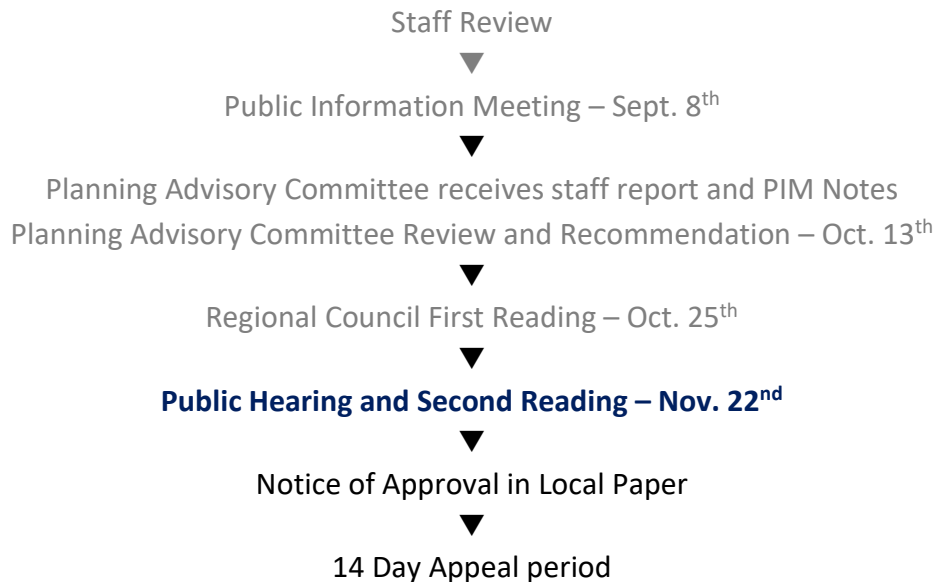 Staff Review
Public Information Meeting – Sept. 8th
Planning Advisory Committee receives staff report and PIM Notes
Planning Advisory Committee Review and Recommendation – Oct. 13th
Regional Council First Reading – Oct. 25th
Public Hearing and Second Reading – Nov. 22nd
Notice of Approval in Local Paper
14 Day Appeal period